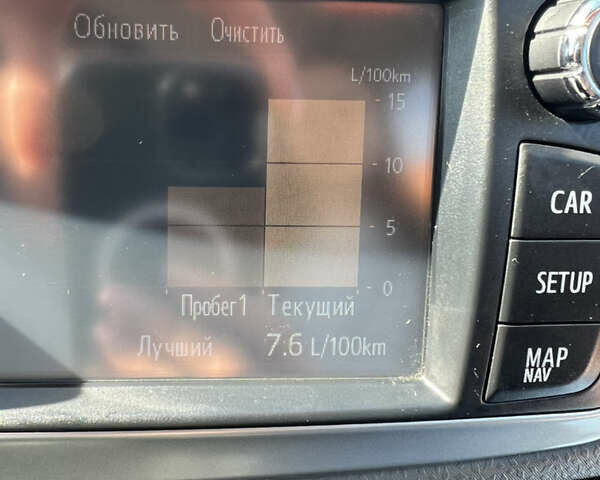 Обновить Очистить
L/100km
15
10
5
0
Пробег1 Текущий
Лучший 7.6 L/100km
CAR
SETUP
MAP
NAV